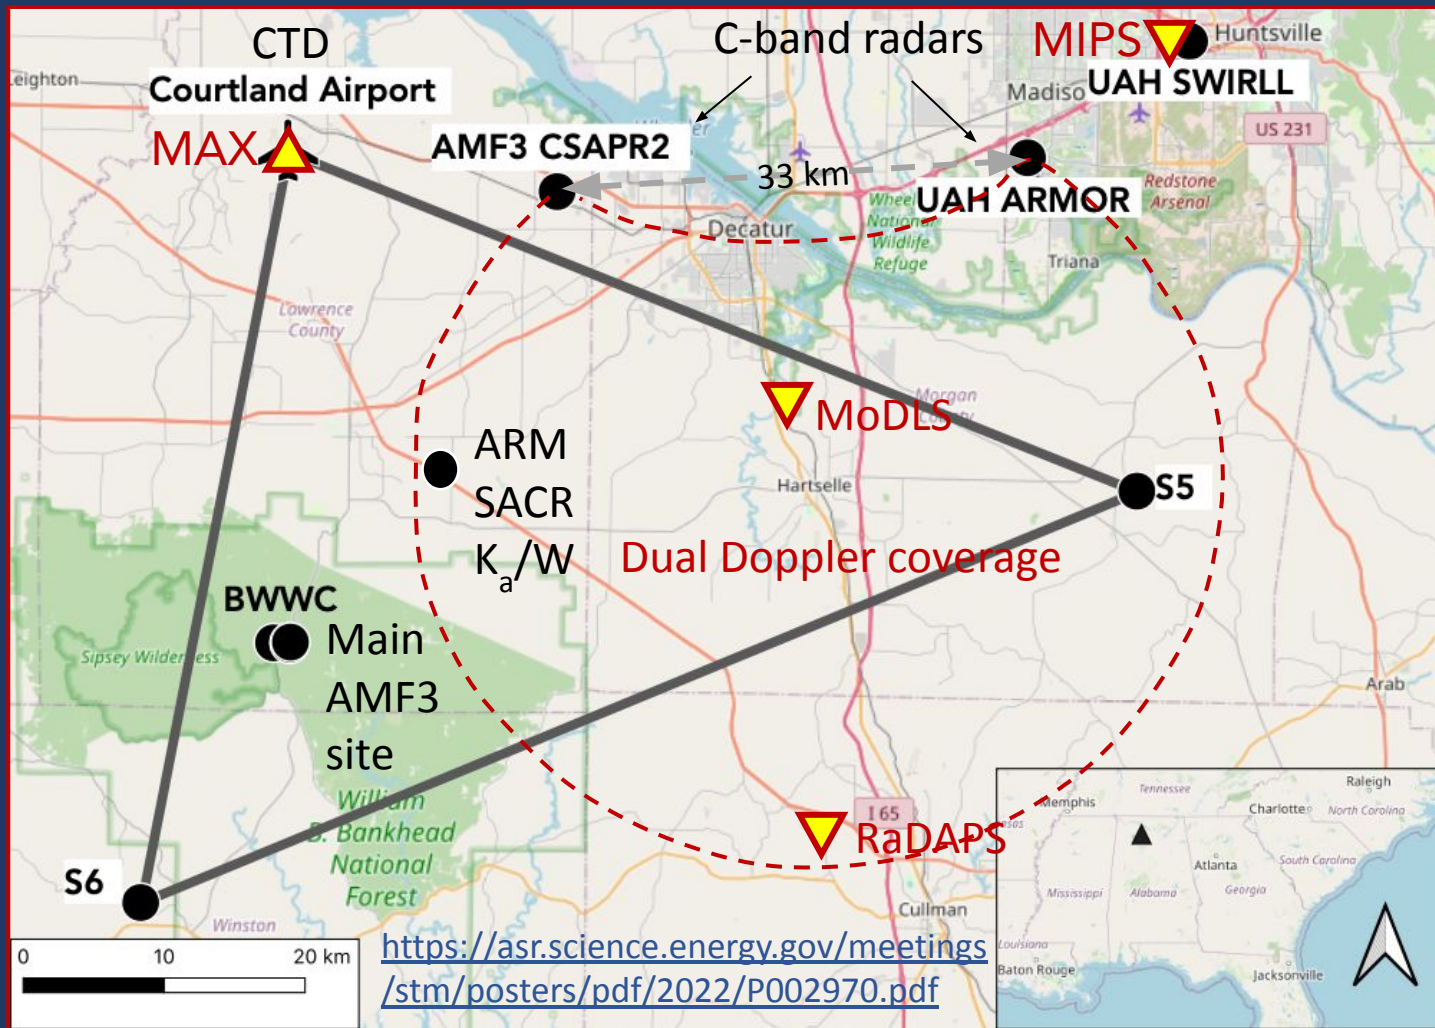 CTD
C-band radars
MIPS
Huntsville
eighton
Courtland Airport
Madiso
UAH SWIRLL
US 231
MAX
AMF3 CSAPR2
33 km
UAH ARMOR
Redstone
Arsenal
Wheel
National
Wildlife
Refuge
Decatur
Triana
Lawrence
County
Morgan
MoDLS
ARM
SACR
Ka/W
Hartselle
S5
Dual Doppler coverage
BWWC
Main
AMF3
site
Sipsey Wilderness
Arab
William
B. Bankhead
National
Forest
I 65
RaDAPS
S6
Winston
Cullman
0 10 20 km
https://asr.science.energy.gov/meetings
/stm/posters/pdf/2022/P002970.pdf
Memphis
Tennessee
Raleigh
Charlotte
North Carolina
Atlanta
South Carolina
Mississippi
Alabama
Georgia
Louisiana
Baton Rouge
Jacksonville